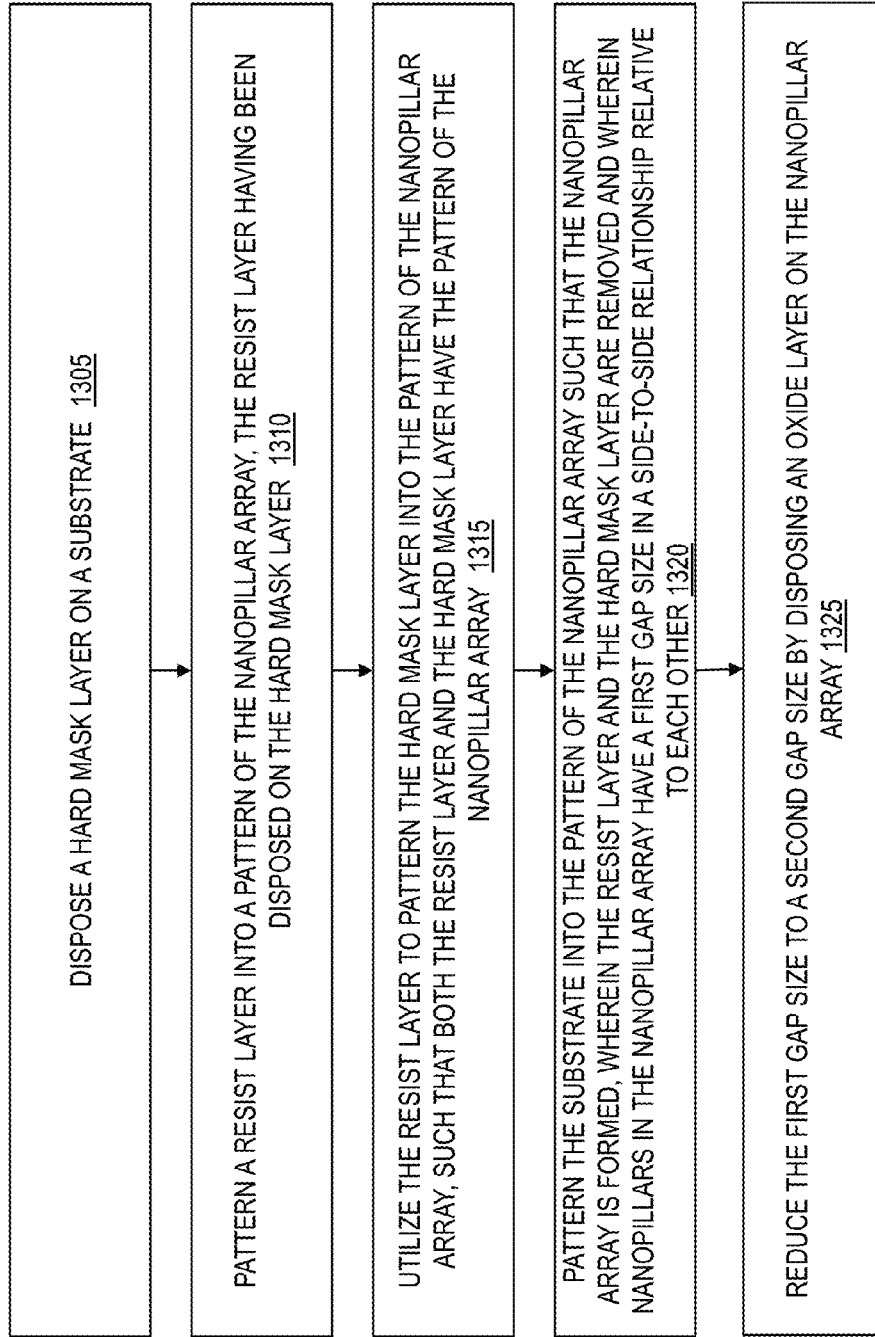 DISPOSE A HARD MASK LAYER ON A SUBSTRATE 1305
PATTERN A RESIST LAYER INTO A PATTERN OF THE NANOPILLAR ARRAY, THE RESIST LAYER HAVING BEEN
DISPOSED ON THE HARD MASK LAYER 1310
UTILIZE THE RESIST LAYER TO PATTERN THE HARD MASK LAYER INTO THE PATTERN OF THE NANOPILLAR
ARRAY, SUCH THAT BOTH THE RESIST LAYER AND THE HARD MASK LAYER HAVE THE PATTERN OF THE
NANOPILLAR ARRAY 1315
PATTERN THE SUBSTRATE INTO THE PATTERN OF THE NANOPILLAR ARRAY SUCH THAT THE NANOPILLAR
ARRAY IS FORMED, WHEREIN THE RESIST LAYER AND THE HARD MASK LAYER ARE REMOVED AND WHEREIN
NANOPILLARS IN THE NANOPILLAR ARRAY HAVE A FIRST GAP SIZE IN A SIDE-TO-SIDE RELATIONSHIP RELATIVE
TO EACH OTHER 1320
REDUCE THE FIRST GAP SIZE TO A SECOND GAP SIZE BY DISPOSING AN OXIDE LAYER ON THE NANOPILLAR
ARRAY 1325